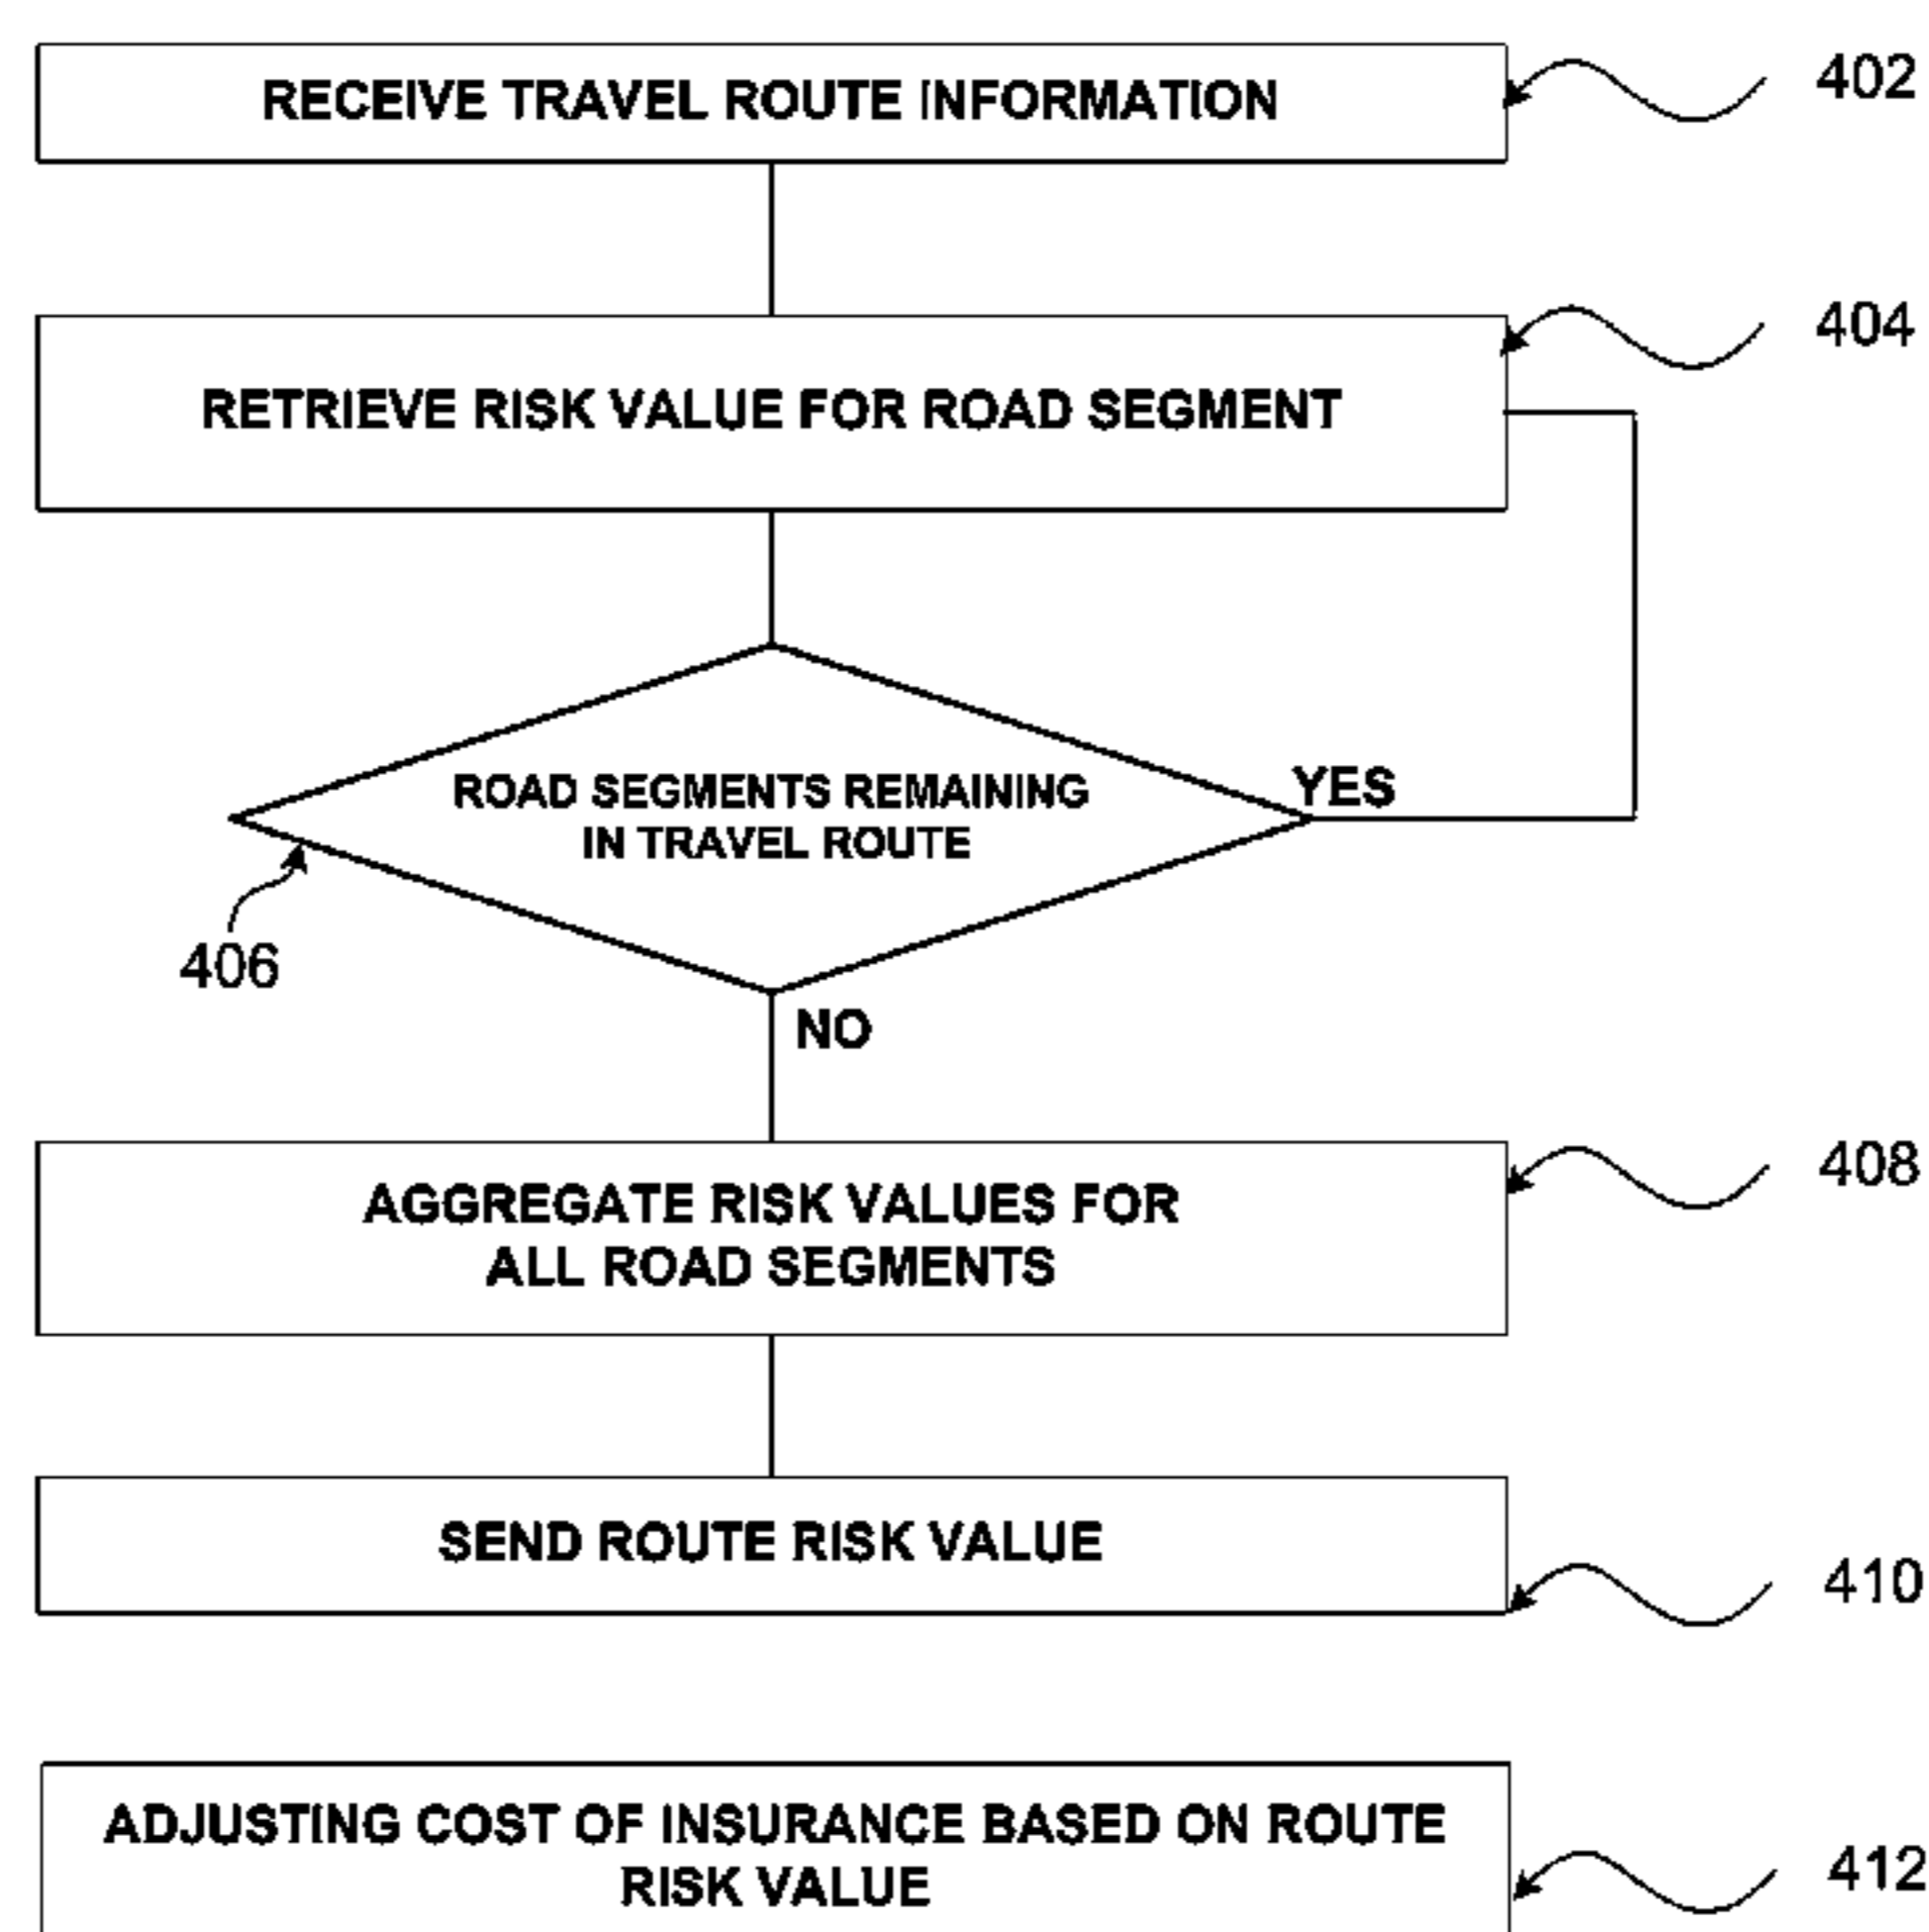 RECEIVE TRAVEL ROUTE INFORMATION
402
404
RETRIEVE RISK VALUE FOR ROAD SEGMENT
ROAD SEGMENTS REMAINING
IN TRAVEL ROUTE
YES
406
NO
408
AGGREGATE RISK VALUES FOR
ALL ROAD SEGMENTS
SEND ROUTE RISK VALUE
410
ADJUSTING COST OF INSURANCE BASED ON ROUTE
RISK VALUE
412